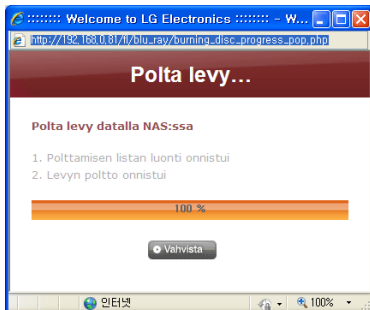 :::::::: Welcome to LG Electronics :::::::: - W...
http://192.168.0.81/fl/blu_ray/burning_disc_progress_pop,php
Polta levy...
Polta levy datalla NAS:ssa
1. Polttamisen listan luonti onnistui
2. Levyn poltto onnistui
100 %
Vahvista
인터넷
100%